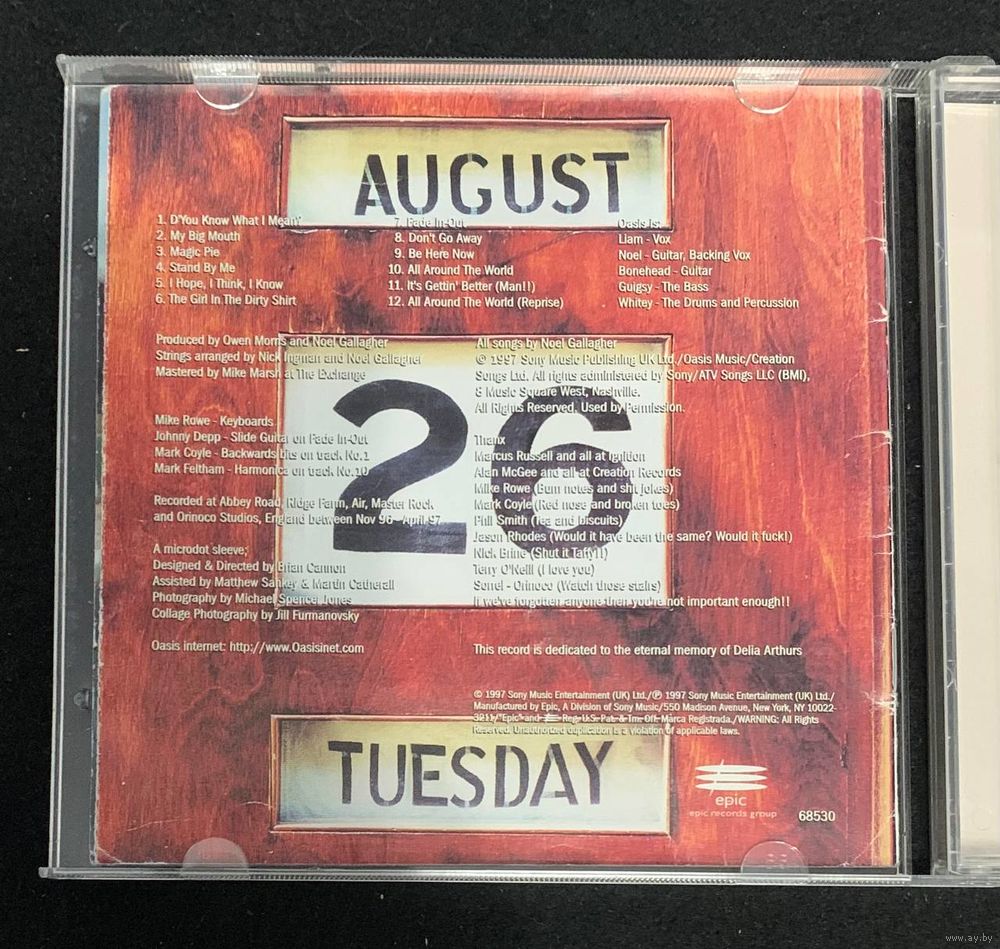 AUGUST
1. D'You Know What I Mean?
2. My Big Mouth
3. Magic Pie
4. Stand By Me
5. I Hope, I Think, I Know
6. The Girl In The Dirty Shirt
7. Fade In-Out
8. Don't Go Away
9. Be Here Now
10. All Around The World
11. It's Gettin' Better (Man!!)
12. All Around The World (Reprise)
Oasis Is:
Liam - Vox
Noel - Guitar, Backing Vox
Bonehead - Guitar
Guigsy - The Bass
Whitey - The Drums and Percussion
Produced by Owen Morris and Noel Gallagher
Strings arranged by Nick Ingman and Noel Gallagher
Mastered by Mike Marsh at The Exchange
Mike Rowe - Keyboards
Johnny Depp - Slide Guitar on Fade In-Out
Mark Coyle - Backwards bits on track No.1
Mark Feltham - Harmonica on track No.10
Recorded at Abbey Road, Ridge Farm, Air, Master Rock
and Orinoco Studios, England between Nov 96 - April 97
A microdot sleeve;
Designed & Directed by Brian Cannon
Assisted by Matthew Sankey & Martin Catherall
Photography by Michael Spencer Jones
Collage Photography by Jill Furmanovsky
Oasis internet: http://www.Oasisinet.com
All songs by Noel Gallagher
© 1997 Sony Music Publishing UK Ltd./Oasis Music/Creation
Songs Ltd. All rights administered by Sony/ATV Songs LLC (BMI),
8 Music Square West, Nashville.
All Rights Reserved. Used by Permission.
Thanx
Marcus Russell and all at Ignition
Alan McGee and all at Creation Records
Mike Rowe (Bum notes and shit jokes)
Mark Coyle (Red nose and broken toes)
Phil Smith (Tea and biscuits)
Jason Rhodes (Would it have been the same? Would it fuck!)
Nick Brine (Shut it Taffy!!)
Terry O'Neill (I love you)
Sorrel - Orinoco (Watch those stairs)
If we've forgotten anyone then you're not important enough!!
This record is dedicated to the eternal memory of Delia Arthurs
26
© 1997 Sony Music Entertainment (UK) Ltd./℗ 1997 Sony Music Entertainment (UK) Ltd./
Manufactured by Epic, A Division of Sony Music/550 Madison Avenue, New York, NY 10022-
3211/"Epic" and Reg. U.S. Pat. & Tm. Off. Marca Registrada./WARNING: All Rights
Reserved. Unauthorized duplication is a violation of applicable laws.
TUESDAY
epic
epic records group
68530
www.ay.by